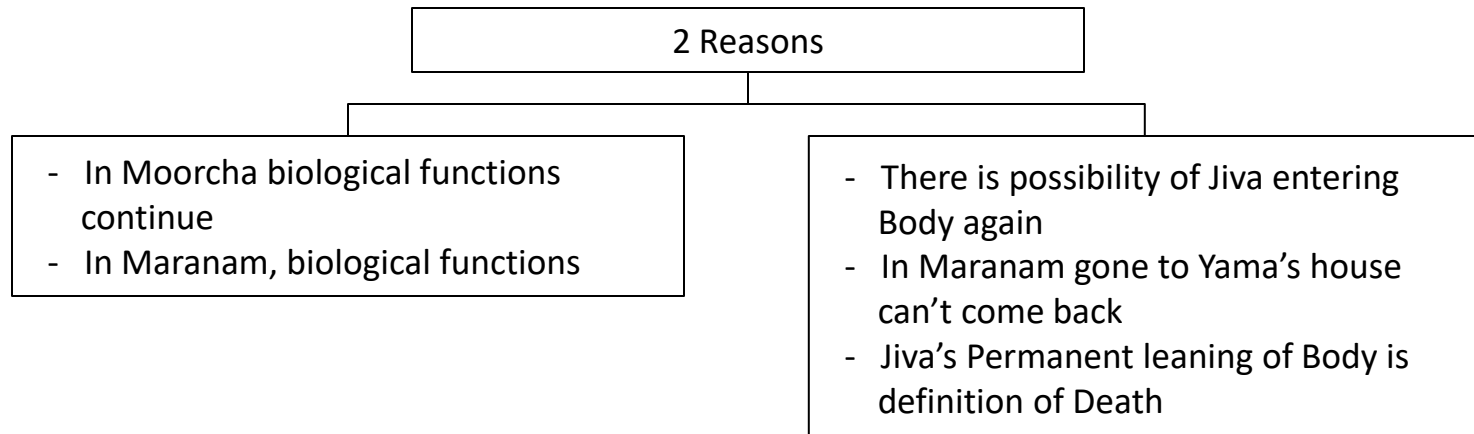 2 Reasons
- In Moorcha biological functions
continue
- In Maranam, biological functions
- There is possibility of Jiva entering
Body again
- In Maranam gone to Yama’s house
can’t come back
- Jiva’s Permanent leaning of Body is
definition of Death